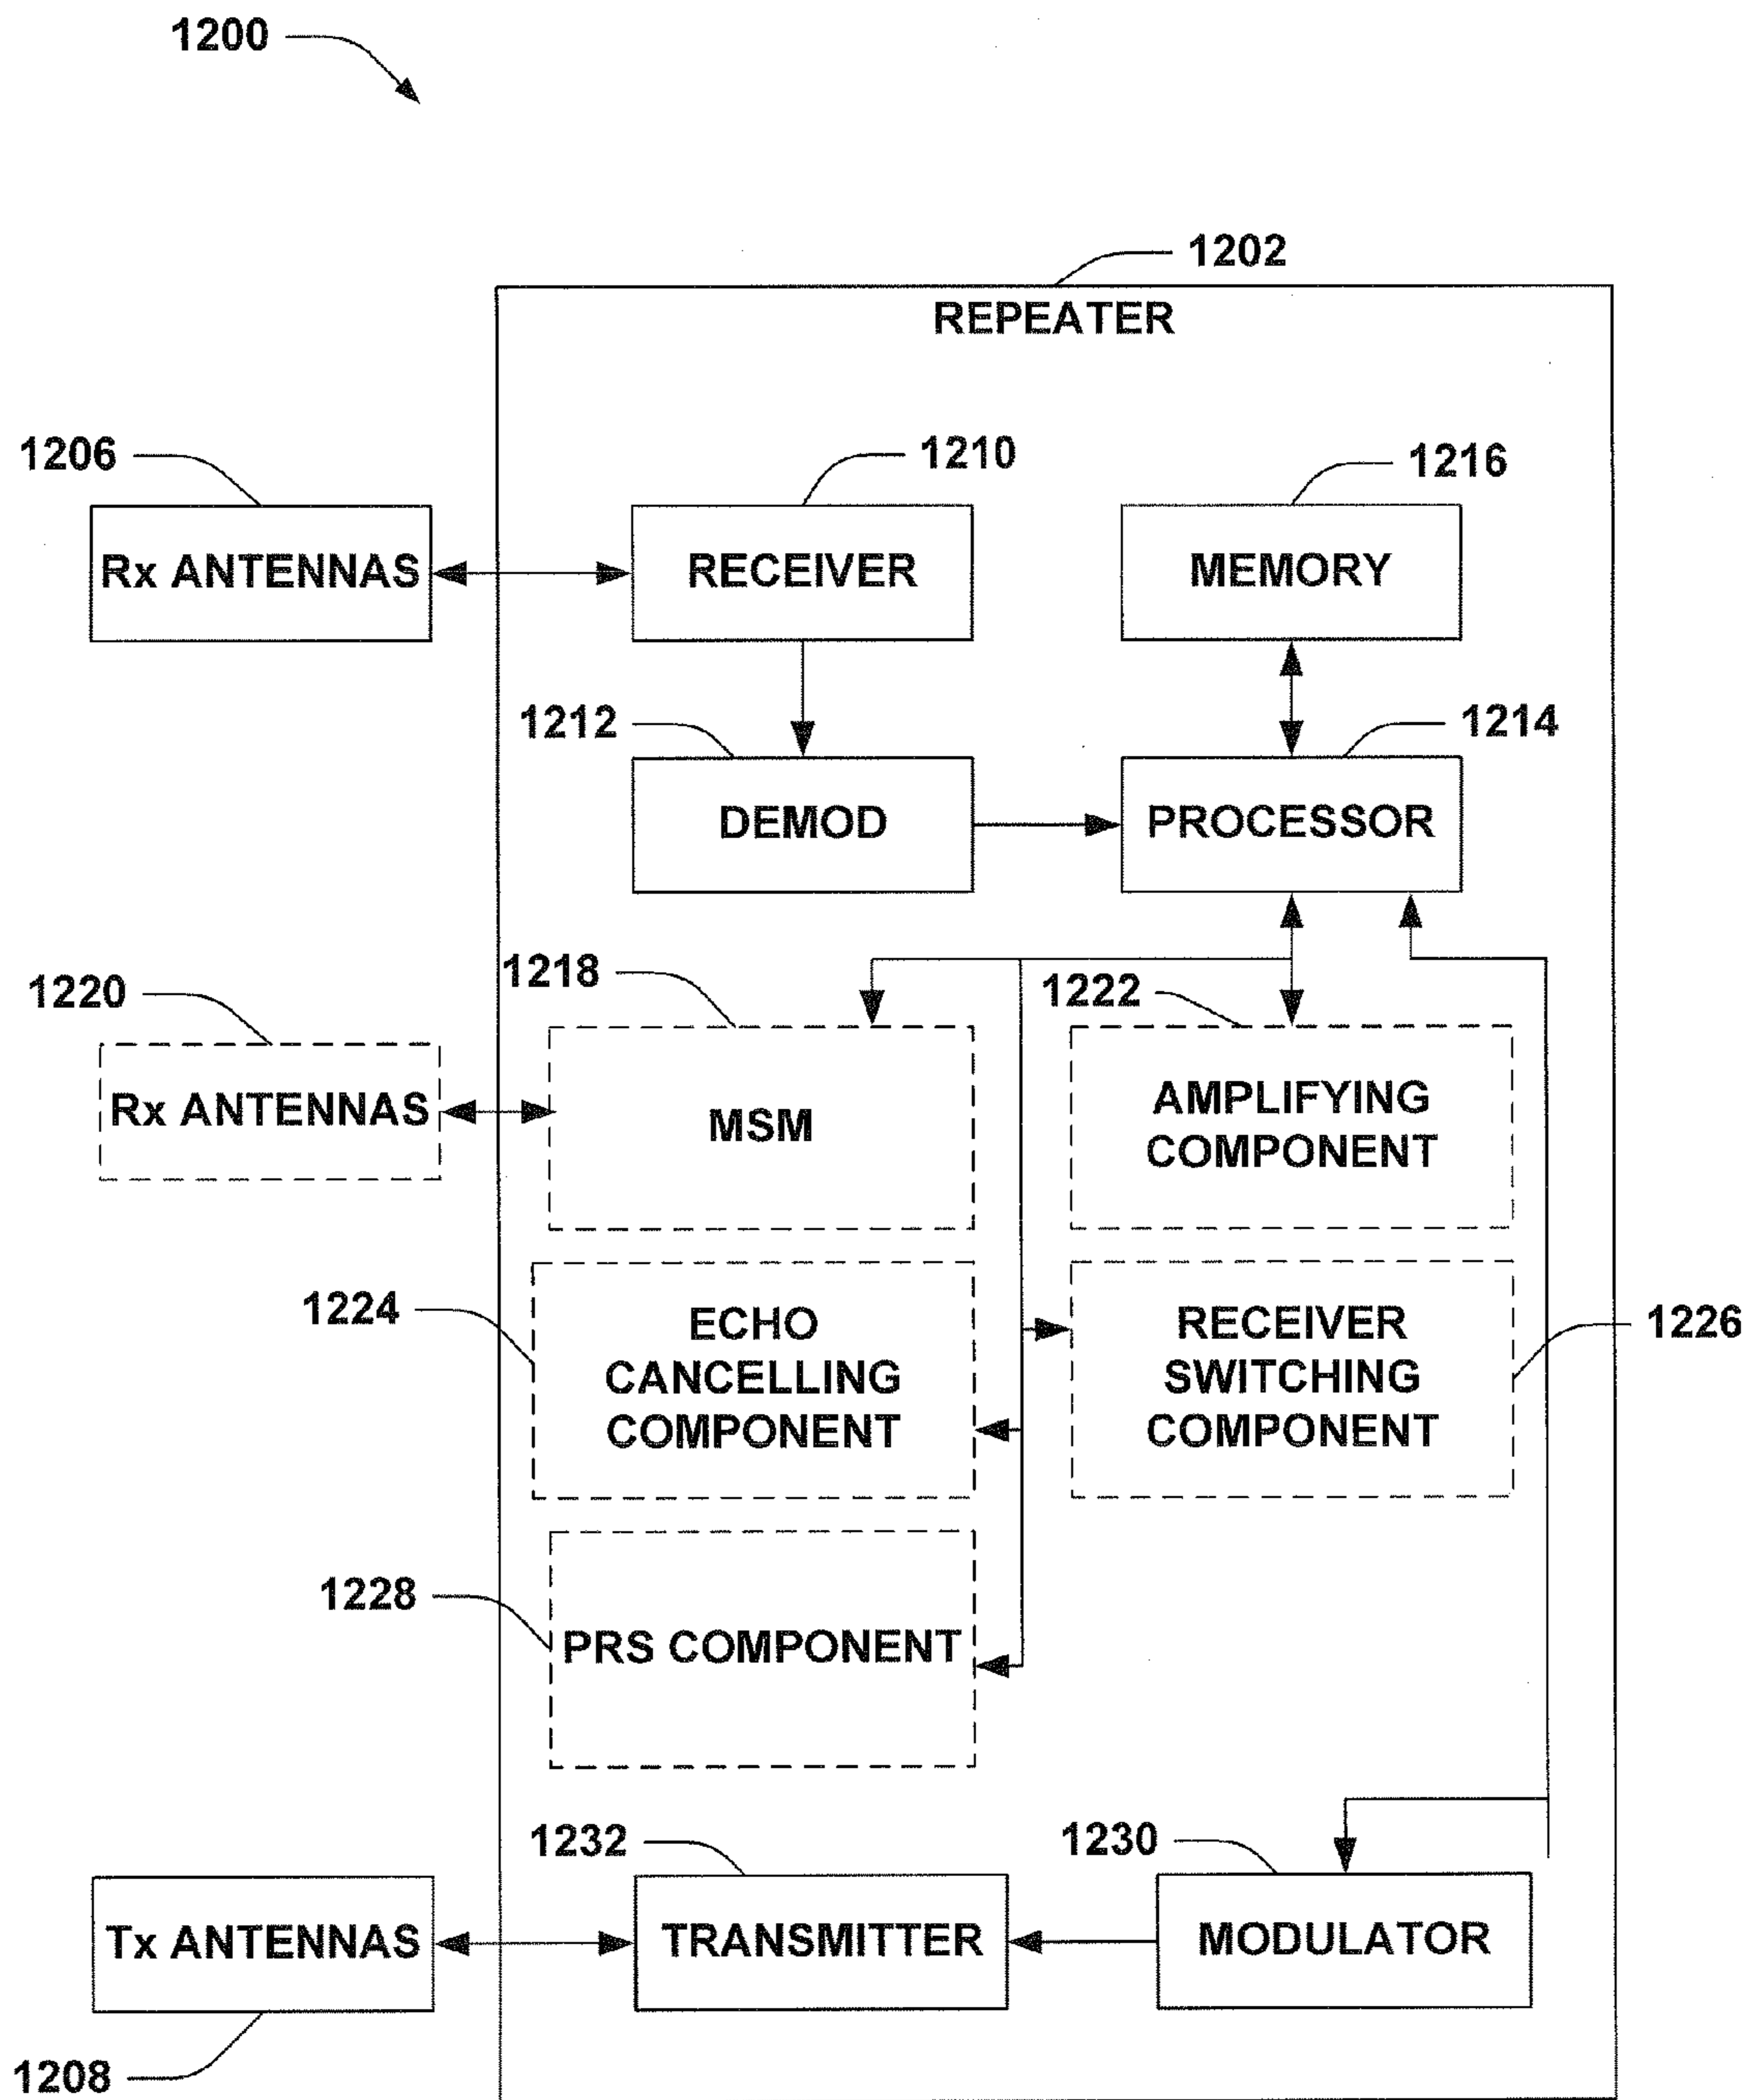 1200
1202
REPEATER
1206
1210
1216
Rx ANTENNAS
RECEIVER
MEMORY
1212
1214
DEMOD
PROCESSOR
1220
1218
1222
Rx ANTENNAS
MSM
AMPLIFYING
COMPONENT
1224
ECHO
CANCELLING
COMPONENT
RECEIVER
SWITCHING
COMPONENT
1226
1228
PRS COMPONENT
1232
1230
Tx ANTENNAS
TRANSMITTER
MODULATOR
1208